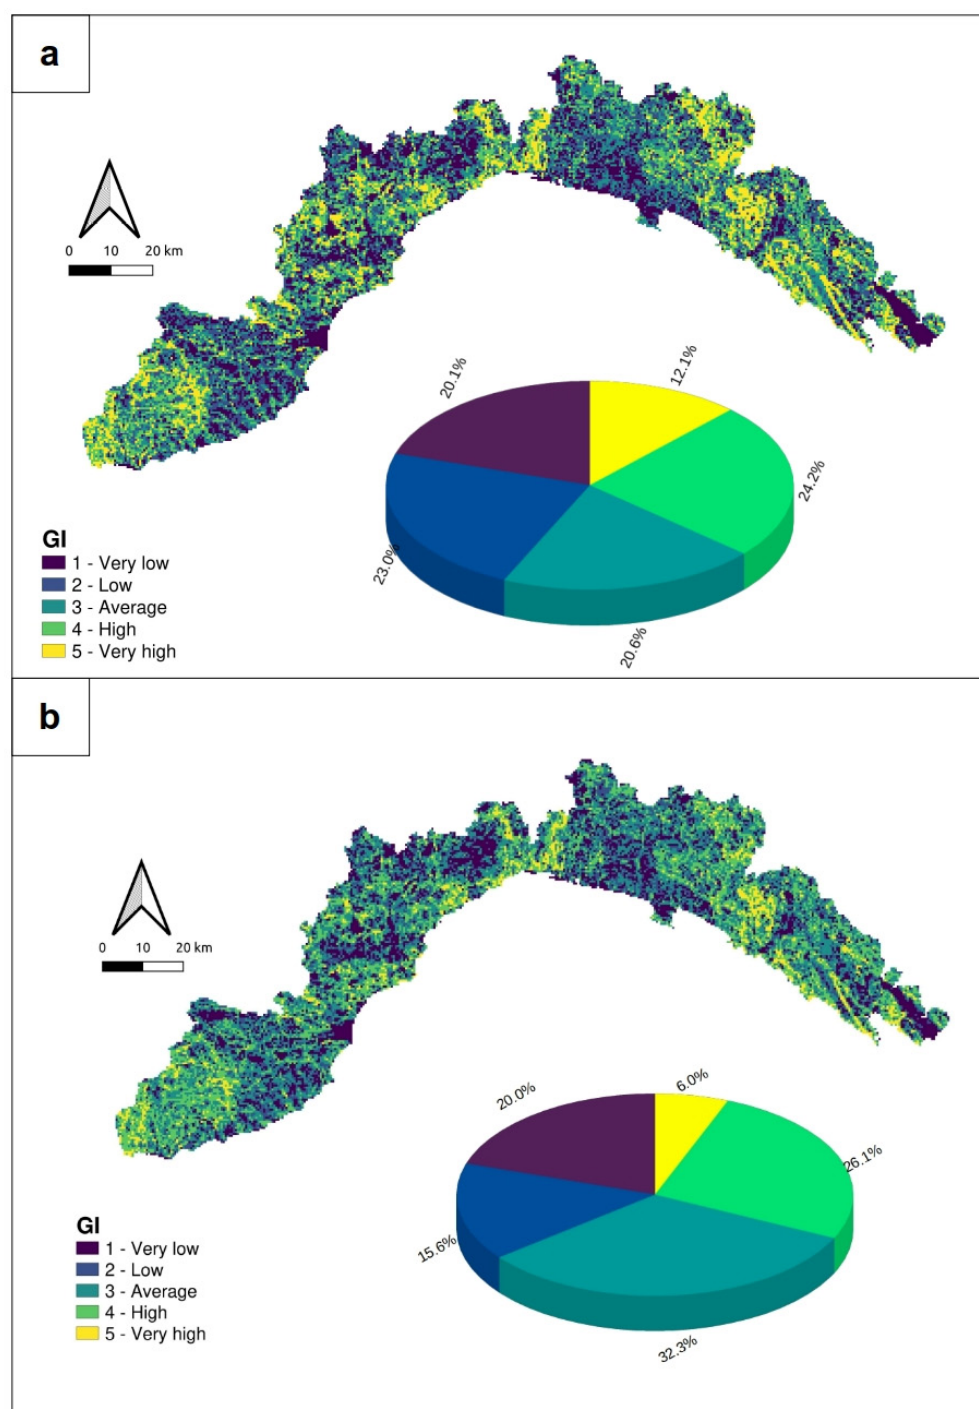 a
0 10 20 km
20.1%
12.1%
24.2%
23.0%
20.6%
GI
1 - Very low
2 - Low
3 - Average
4 - High
5 - Very high
b
0 10 20 km
20.0%
6.0%
26.1%
15.6%
32.3%
GI
1 - Very low
2 - Low
3 - Average
4 - High
5 - Very high